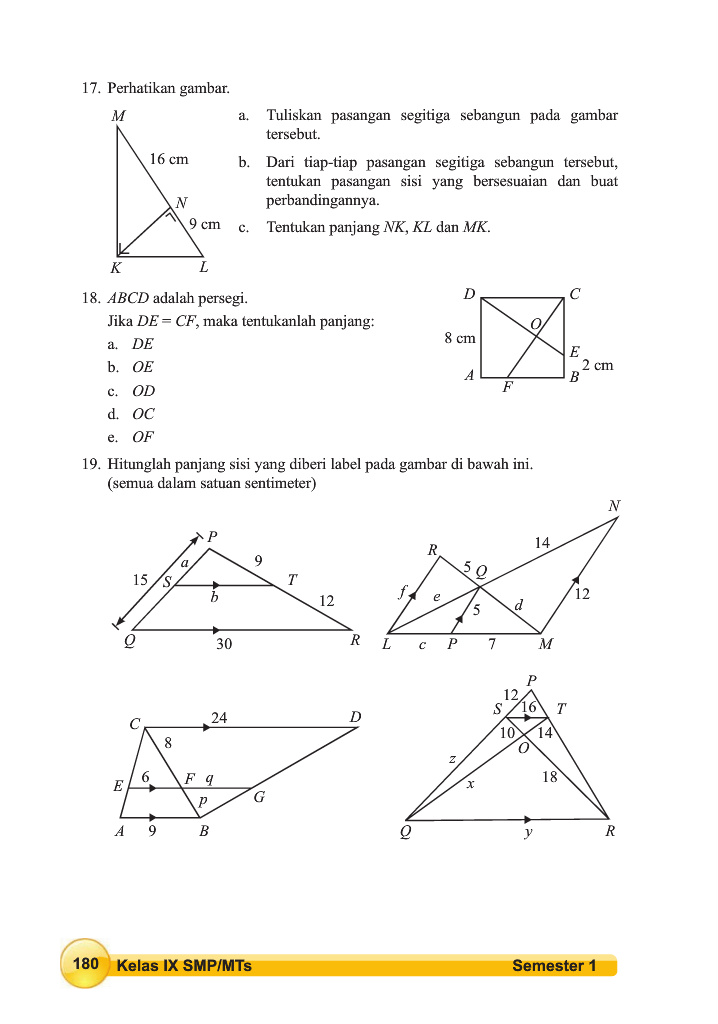 17. Perhatikan gambar.
M
16 cm
N
9 cm
K
L
a. Tuliskan pasangan segitiga sebangun pada gambar
tersebut.
b. Dari tiap-tiap pasangan segitiga sebangun tersebut,
tentukan pasangan sisi yang bersesuaian dan buat
perbandingannya.
c. Tentukan panjang NK, KL dan MK.
18. ABCD adalah persegi.
Jika DE = CF, maka tentukanlah panjang:
a. DE
b. OE
c. OD
d. OC
e. OF
D
C
O
8 cm
E
2 cm
A
B
F
19. Hitunglah panjang sisi yang diberi label pada gambar di bawah ini.
(semua dalam satuan sentimeter)
P
a
9
15
S
T
b
12
Q
30
R
N
14
R
5
Q
f
e
5
d
12
L
c
P
7
M
C
24
D
8
E
6
F
q
p
G
A
9
B
P
12
S
16
T
10
14
O
z
x
18
Q
y
R
180
Kelas IX SMP/MTs
Semester 1